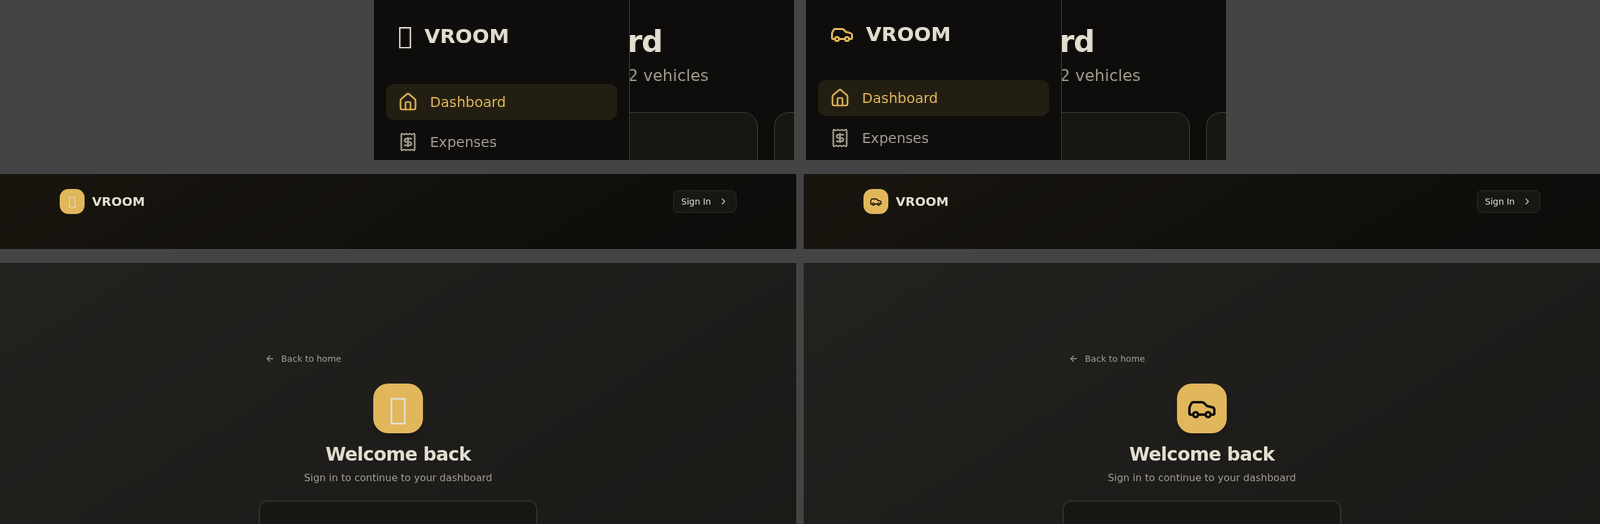 VROOM
rd
2 vehicles
Dashboard
Expenses
VROOM
rd
2 vehicles
Dashboard
Expenses
VROOM
Sign In
VROOM
Sign In
Back to home
Welcome back
Sign in to continue to your dashboard
Back to home
Welcome back
Sign in to continue to your dashboard